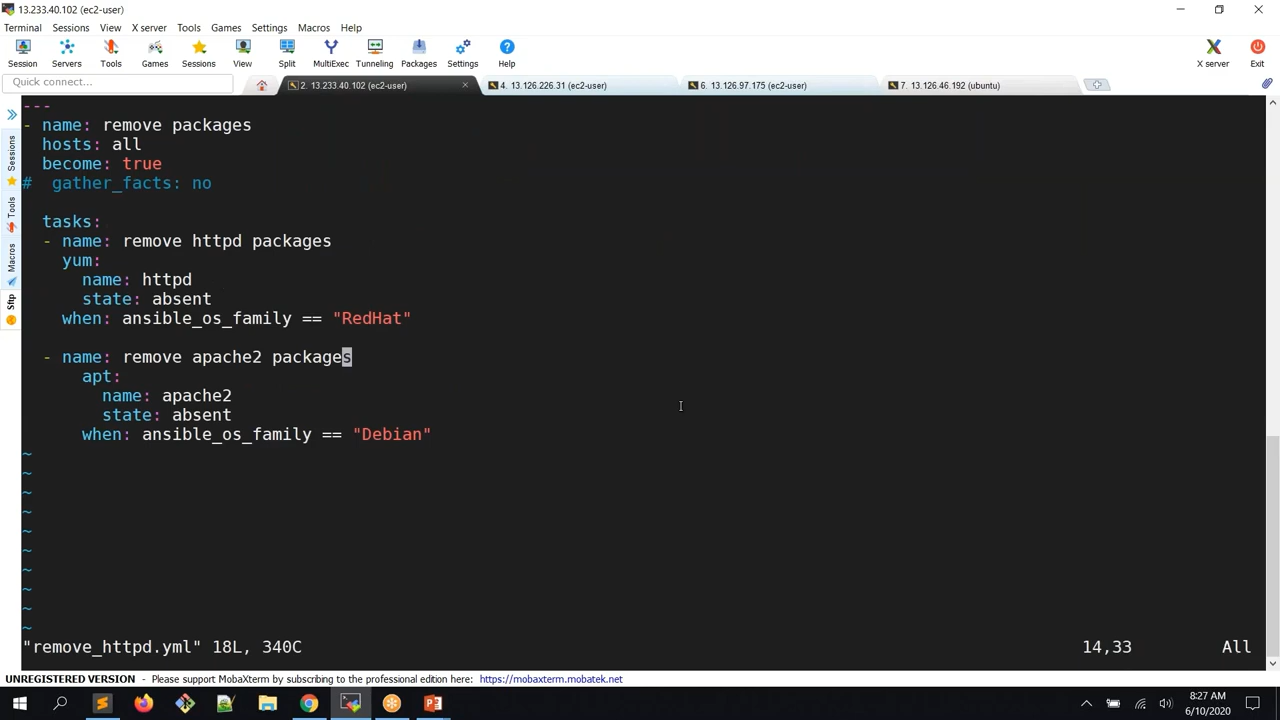 13.233.40.102 (ec2-user)
Terminal Sessions View X server Tools Games Settings Macros Help
Session Servers Tools Games Sessions View Split MultiExec Tunneling Packages Settings Help X server Exit
Quick connect...
2. 13.233.40.102 (ec2-user)
4. 13.126.226.31 (ec2-user)
6. 13.126.97.175 (ec2-user)
7. 13.126.46.192 (ubuntu)
Sessions
Tools
Macros
Sftp
---
- name: remove packages
  hosts: all
  become: true
#  gather_facts: no
  tasks:
  - name: remove httpd packages
    yum:
      name: httpd
      state: absent
    when: ansible_os_family == "RedHat"
  - name: remove apache2 packages
      apt:
        name: apache2
        state: absent
      when: ansible_os_family == "Debian"
~
~
~
~
~
~
~
~
~
~
"remove_httpd.yml" 18L, 340C 14,33 All
UNREGISTERED VERSION - Please support MobaXterm by subscribing to the professional edition here: https://mobaxterm.mobatek.net
8:27 AM
6/10/2020